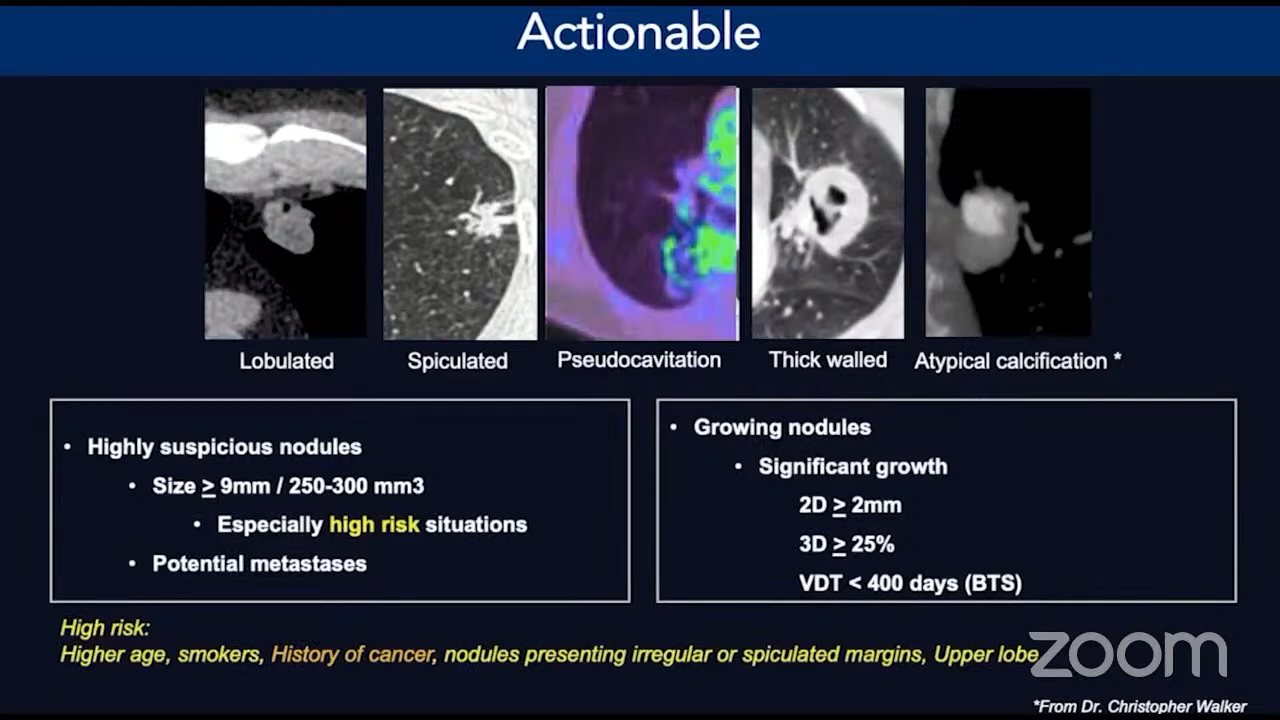 Actionable
Lobulated
Spiculated
Pseudocavitation
Thick walled
Atypical calcification *
• Highly suspicious nodules
• Size ≥ 9mm / 250-300 mm3
• Especially high risk situations
• Potential metastases
• Growing nodules
• Significant growth
2D ≥ 2mm
3D ≥ 25%
VDT < 400 days (BTS)
High risk:
Higher age, smokers, History of cancer, nodules presenting irregular or spiculated margins, Upper lobe
zoom
*From Dr. Christopher Walker